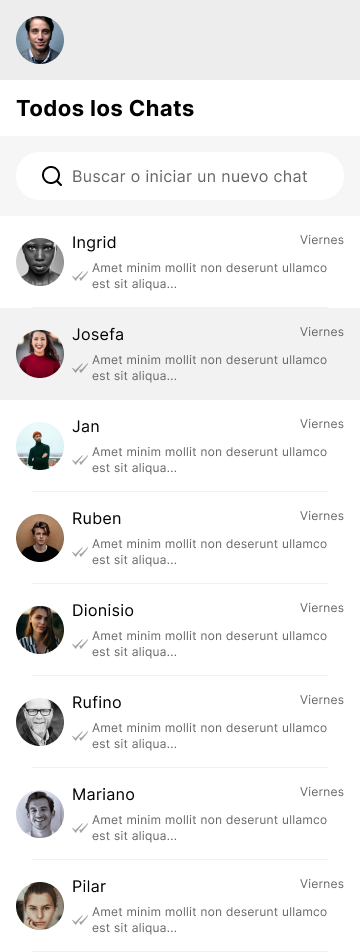 Todos los Chats
Buscar o iniciar un nuevo chat
Ingrid
Viernes
Amet minim mollit non deserunt ullamco
est sit aliqua...
Josefa
Viernes
Amet minim mollit non deserunt ullamco
est sit aliqua...
Jan
Viernes
Amet minim mollit non deserunt ullamco
est sit aliqua...
Ruben
Viernes
Amet minim mollit non deserunt ullamco
est sit aliqua...
Dionisio
Viernes
Amet minim mollit non deserunt ullamco
est sit aliqua...
Rufino
Viernes
Amet minim mollit non deserunt ullamco
est sit aliqua...
Mariano
Viernes
Amet minim mollit non deserunt ullamco
est sit aliqua...
Pilar
Viernes
Amet minim mollit non deserunt ullamco
est sit aliqua...